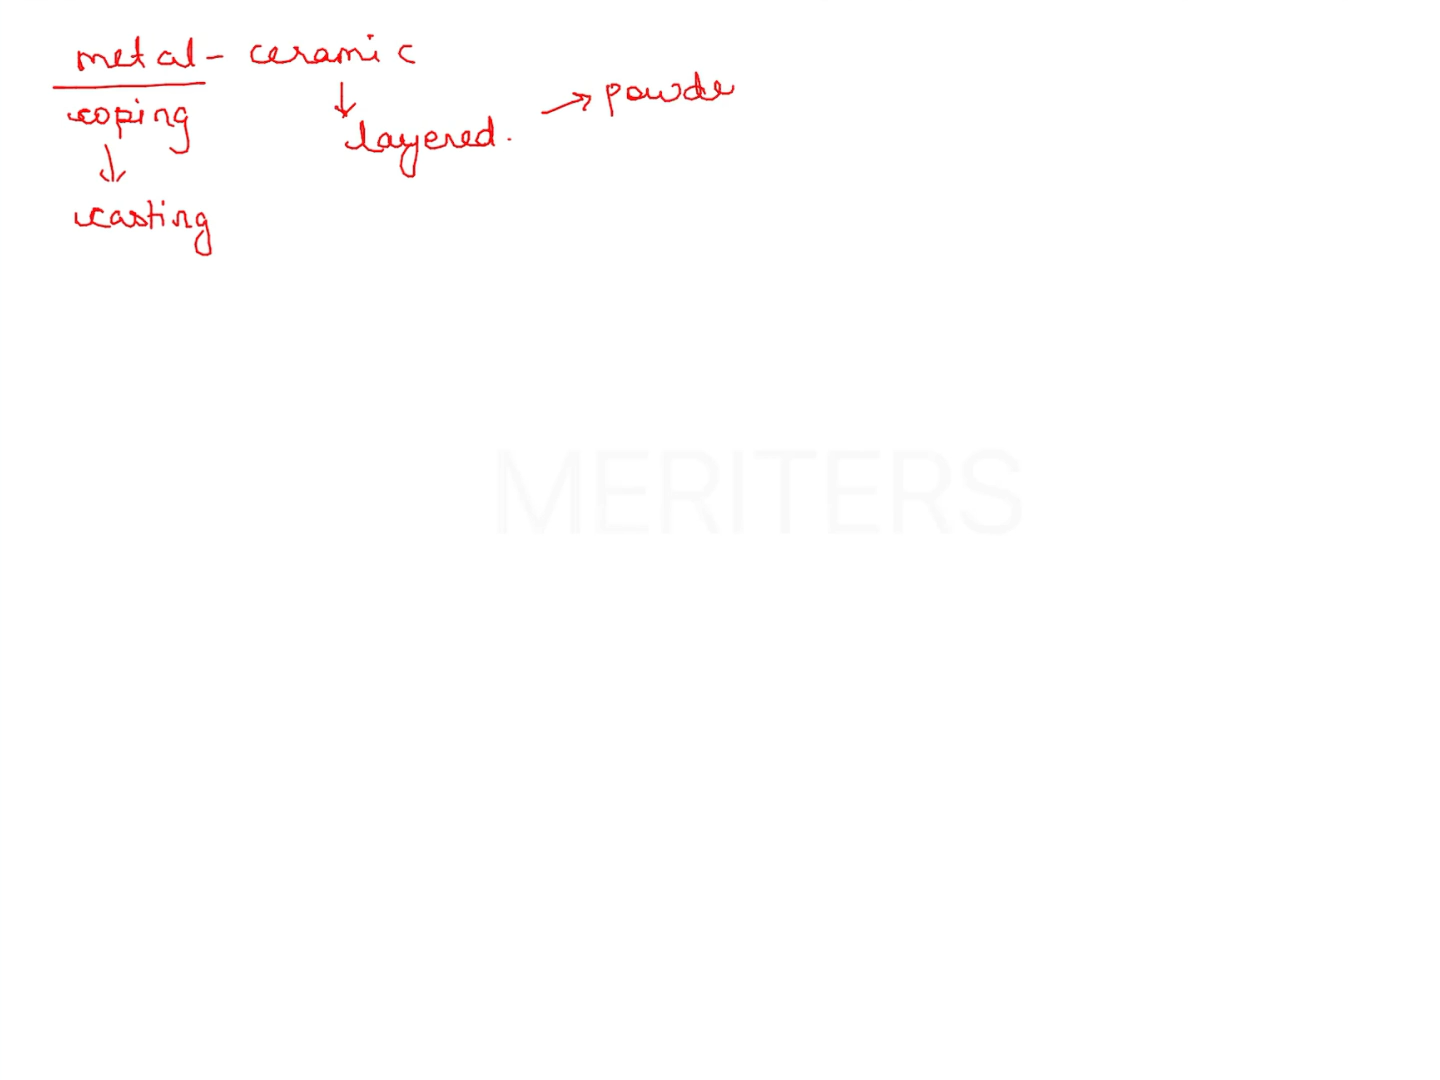 metal - ceramic
coping
↓
casting
↓
layered.
→ powde
MERITERS